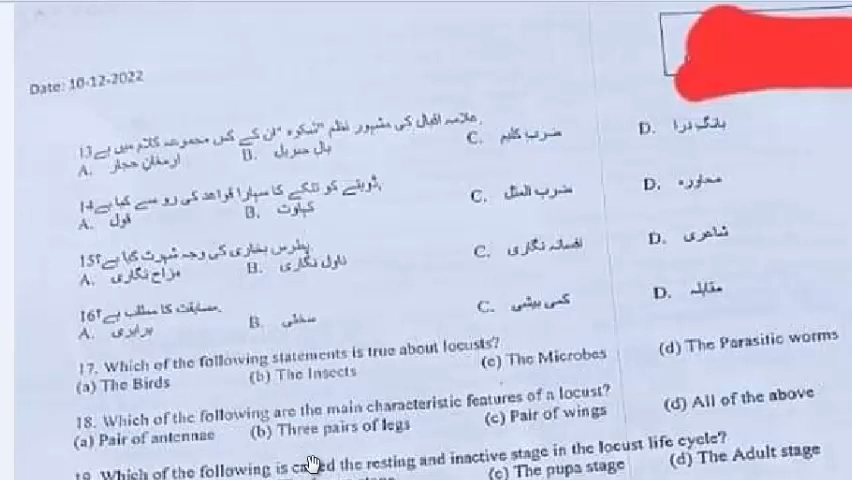 Date: 10-12-2022
13 علامہ اقبال کی مشہور نظم "شکوہ" ان کے کس مجموعہ کلام میں ہے
A. ارمغان حجاز B. بال جبریل C. ضرب کلیم D. بانگ درا
14 ڈوبتے کو تنکے کا سہارا قواعد کی رو سے کیا ہے
A. قول B. کہاوت C. ضرب المثل D. محاورہ
15 پطرس بخاری کی وجہ شہرت کیا ہے؟
A. مزاح نگاری B. ناول نگاری C. افسانہ نگاری D. شاعری
16 مسابقت کا مطلب ہے؟
A. برابری B. C. کمی بیشی D. مقابلہ
17. Which of the following statements is true about locusts?
(a) The Birds (b) The Insects (c) The Microbes (d) The Parasitic worms
18. Which of the following are the main characteristic features of a locust?
(a) Pair of antennae (b) Three pairs of legs (c) Pair of wings (d) All of the above
19. Which of the following is called the resting and inactive stage in the locust life cycle?
(c) The pupa stage (d) The Adult stage